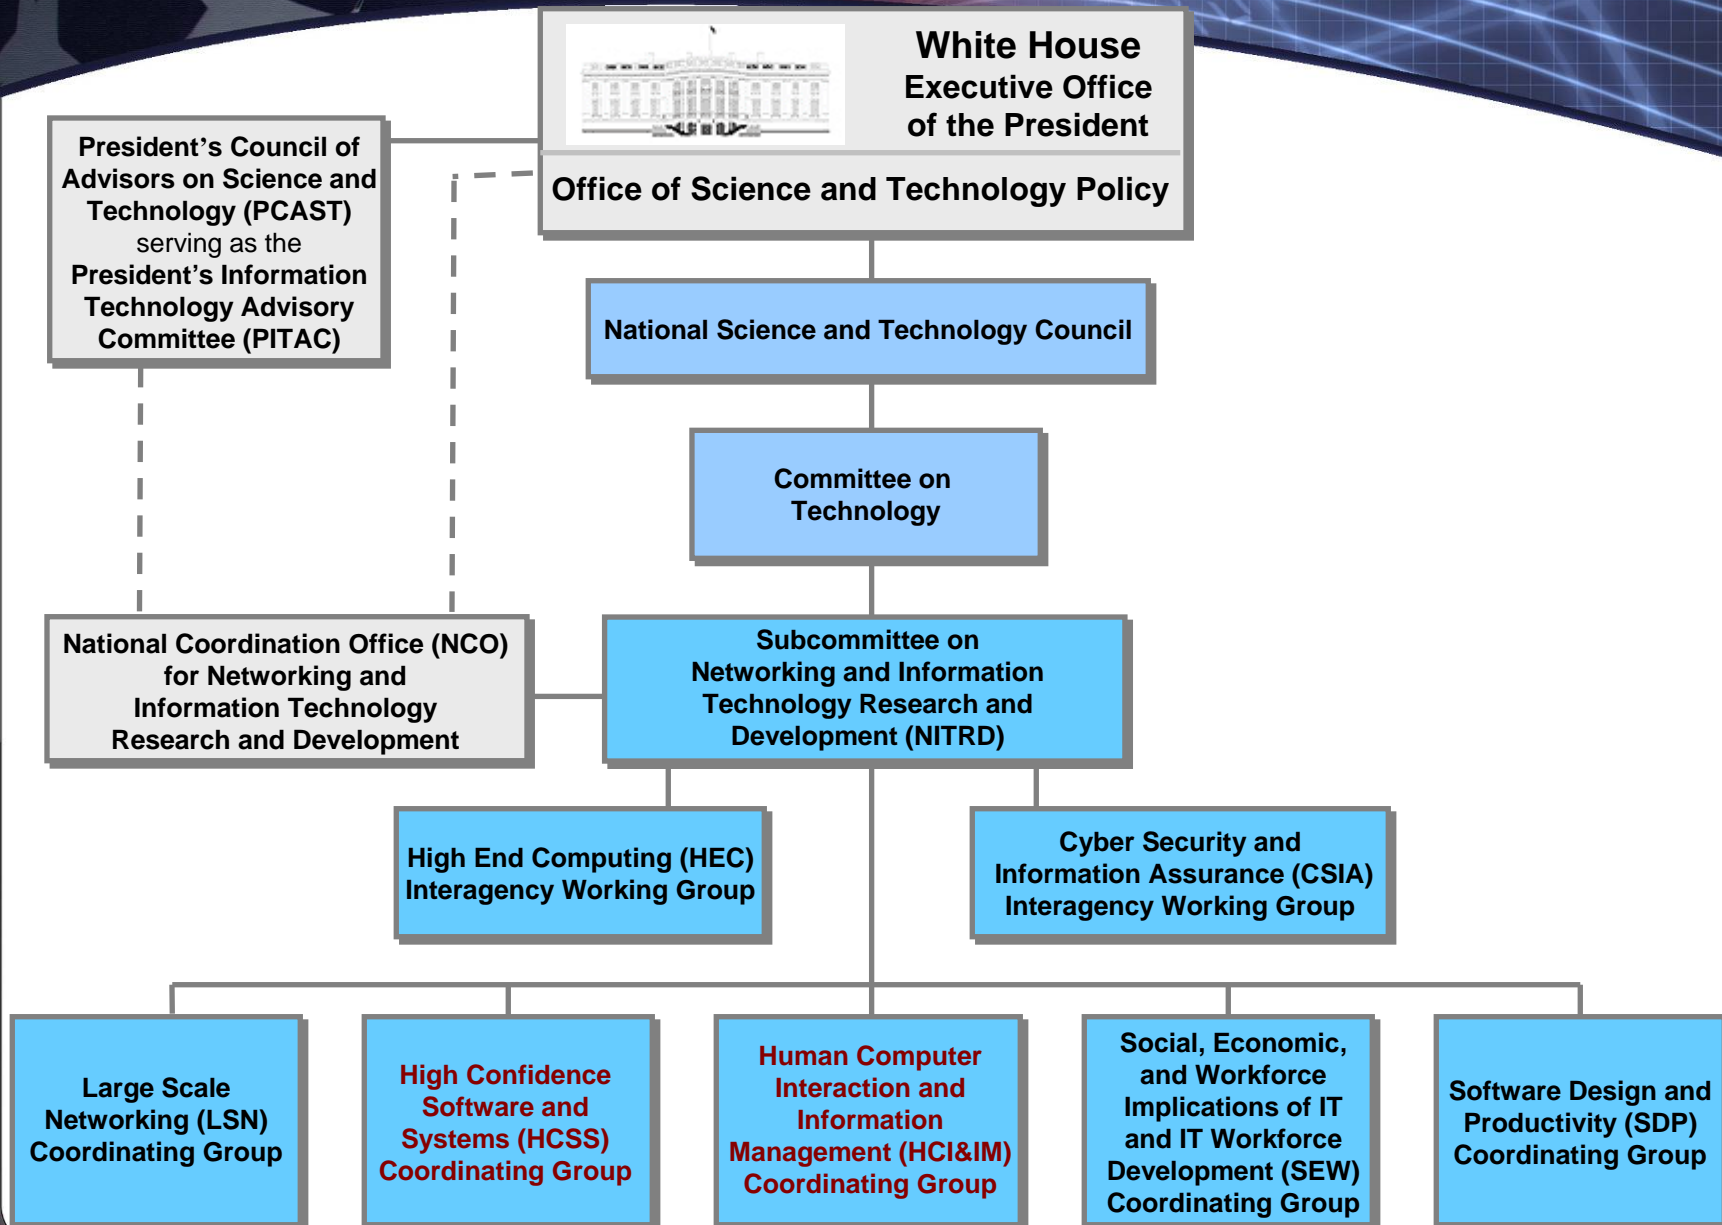 White House
Executive Office
of the President
Office of Science and Technology Policy
President’s Council of
Advisors on Science and
Technology (PCAST)
serving as the
President’s Information
Technology Advisory
Committee (PITAC)
National Science and Technology Council
Committee on
Technology
National Coordination Office (NCO)
for Networking and
Information Technology
Research and Development
Subcommittee on
Networking and Information
Technology Research and
Development (NITRD)
High End Computing (HEC)
Interagency Working Group
Cyber Security and
Information Assurance (CSIA)
Interagency Working Group
Large Scale
Networking (LSN)
Coordinating Group
High Confidence
Software and
Systems (HCSS)
Coordinating Group
Human Computer
Interaction and
Information
Management (HCI&IM)
Coordinating Group
Social, Economic,
and Workforce
Implications of IT
and IT Workforce
Development (SEW)
Coordinating Group
Software Design and
Productivity (SDP)
Coordinating Group